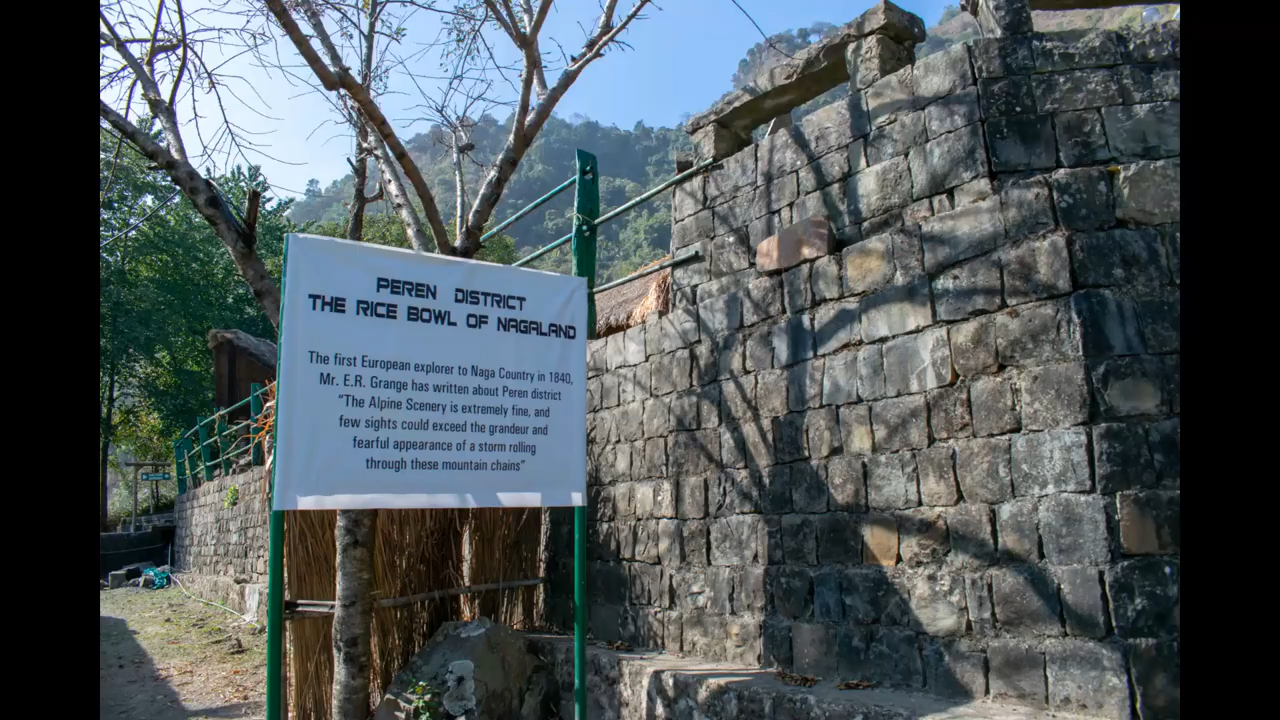 PEREN DISTRICT
THE RICE BOWL OF NAGALAND
The first European explorer to Naga Country in 1840,
Mr. E.R. Grange has written about Peren district
“The Alpine Scenery is extremely fine, and
few sights could exceed the grandeur and
fearful appearance of a storm rolling
through these mountain chains”